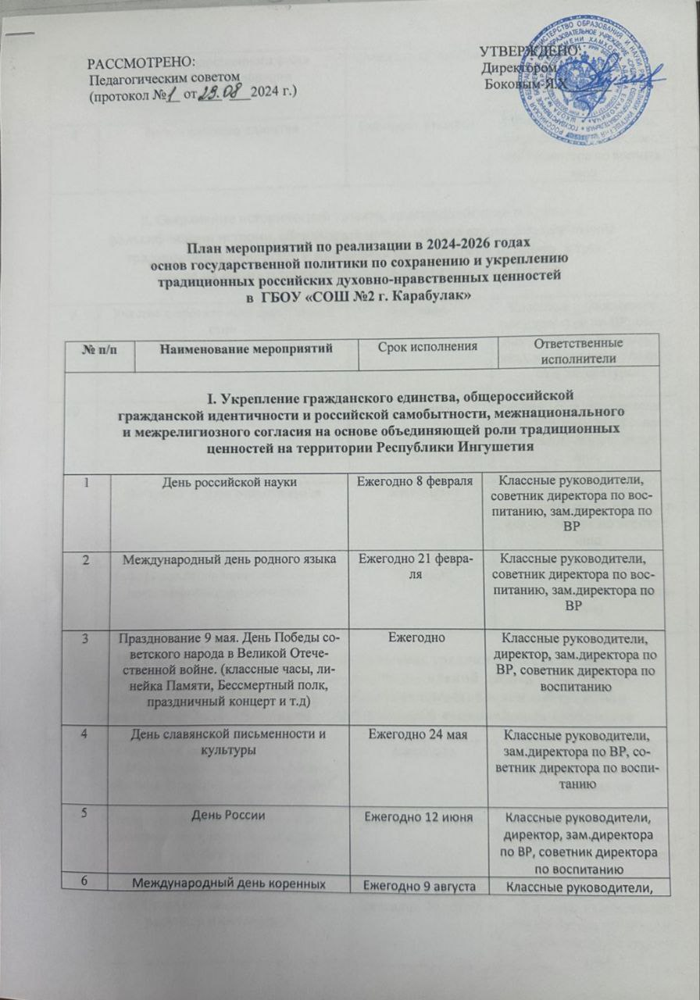 РАССМОТРЕНО:
Педагогическим советом
(протокол №1 от 29.08 2024 г.)
УТВЕРЖДЕНО:
Директором
Боковым Я.Х
План мероприятий по реализации в 2024-2026 годах
основ государственной политики по сохранению и укреплению
традиционных российских духовно-нравственных ценностей
в ГБОУ «СОШ №2 г. Карабулак»
№ п/п Наименование мероприятий Срок исполнения Ответственные
исполнители
I. Укрепление гражданского единства, общероссийской
гражданской идентичности и российской самобытности, межнационального
и межрелигиозного согласия на основе объединяющей роли традиционных
ценностей на территории Республики Ингушетия
1 День российской науки Ежегодно 8 февраля Классные руководители,
советник директора по вос-
питанию, зам.директора по
ВР
2 Международный день родного языка Ежегодно 21 февра-
ля
Классные руководители,
советник директора по вос-
питанию, зам.директора по
ВР
3 Празднование 9 мая. День Победы со-
ветского народа в Великой Отече-
ственной войне. (классные часы, ли-
нейка Памяти, Бессмертный полк,
праздничный концерт и т.д)
Ежегодно
Классные руководители,
директор, зам.директора по
ВР, советник директора по
воспитанию
4 День славянской письменности и
культуры
Ежегодно 24 мая
Классные руководители,
зам.директора по ВР, со-
ветник директора по воспи-
танию
5 День России Ежегодно 12 июня Классные руководители,
директор, зам.директора
по ВР, советник директора
по воспитанию
6 Международный день коренных Ежегодно 9 августа Классные руководители,